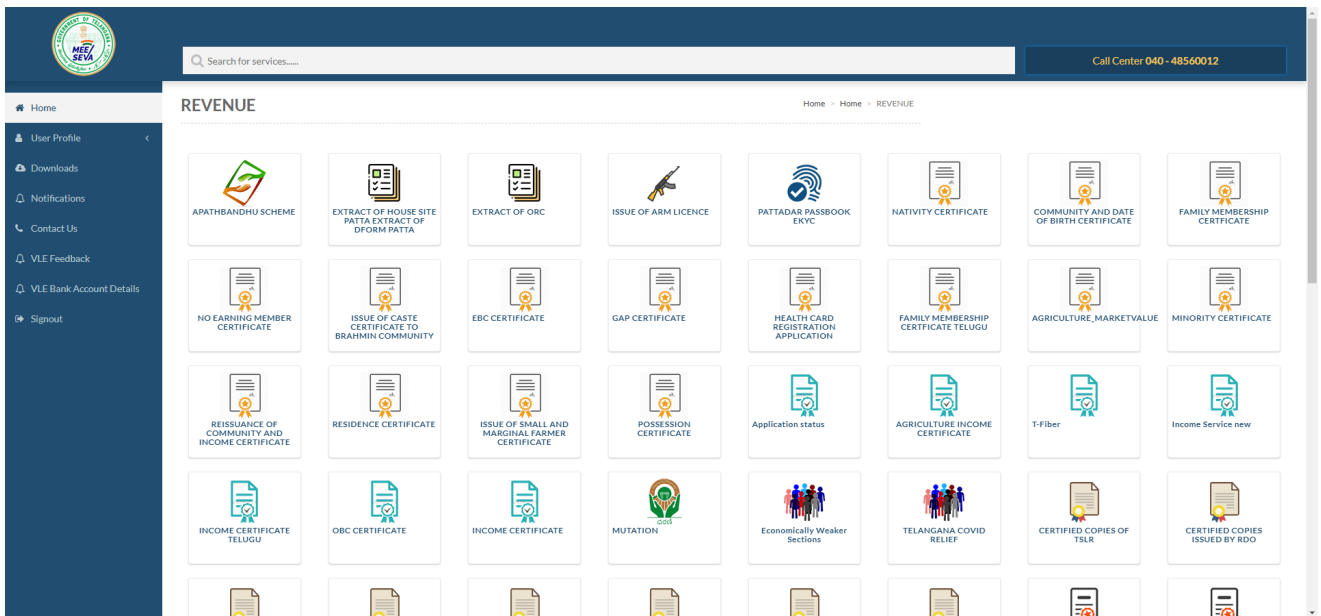 GOVERNMENT OF TELANGANA
MEE/
SEVA
Search for services......
Call Center 040 - 48560012
Home
User Profile
Downloads
Notifications
Contact Us
VLE Feedback
VLE Bank Account Details
Signout
REVENUE
Home > Home > REVENUE
APATHBANDHU SCHEME
EXTRACT OF HOUSE SITE
PATTA EXTRACT OF
DFORM PATTA
EXTRACT OF ORC
ISSUE OF ARM LICENCE
PATTADAR PASSBOOK
EKYC
NATIVITY CERTIFICATE
COMMUNITY AND DATE
OF BIRTH CERTIFICATE
FAMILY MEMBERSHIP
CERTFICATE
NO EARNING MEMBER
CERTIFICATE
ISSUE OF CASTE
CERTIFICATE TO
BRAHMIN COMMUNITY
EBC CERTIFICATE
GAP CERTIFICATE
HEALTH CARD
REGISTRATION
APPLICATION
FAMILY MEMBERSHIP
CERTFICATE TELUGU
AGRICULTURE_MARKETVALUE
MINORITY CERTIFICATE
REISSUANCE OF
COMMUNITY AND
INCOME CERTIFICATE
RESIDENCE CERTIFICATE
ISSUE OF SMALL AND
MARGINAL FARMER
CERTIFICATE
POSSESSION
CERTIFICATE
Application status
AGRICULTURE INCOME
CERTIFICATE
T-Fiber
Income Service new
INCOME CERTIFICATE
TELUGU
OBC CERTIFICATE
INCOME CERTIFICATE
MUTATION
Economically Weaker
Sections
TELANGANA COVID
RELIEF
CERTIFIED COPIES OF
TSLR
CERTIFIED COPIES
ISSUED BY RDO